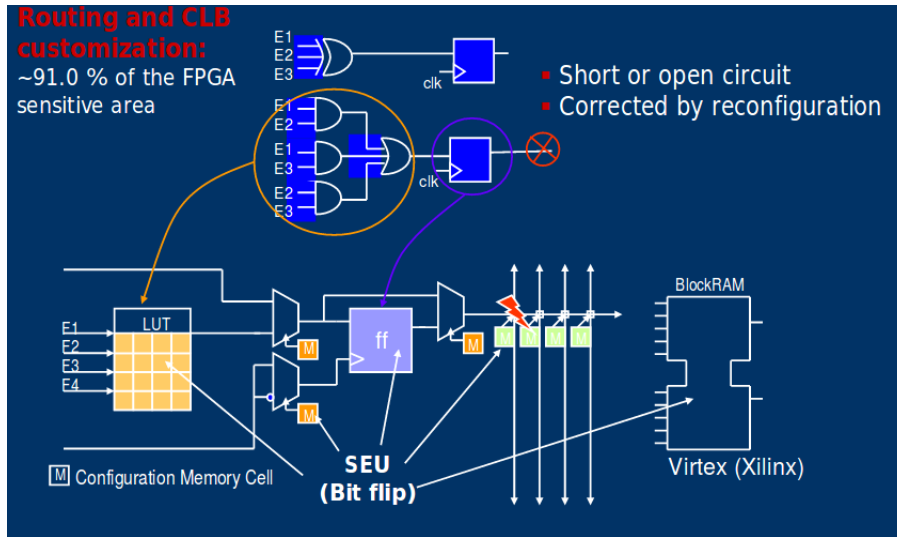 Routing and CLB
customization:
~91.0 % of the FPGA
sensitive area
E1
E2
E3
clk
▪ Short or open circuit
▪ Corrected by reconfiguration
E1
E2
E1
E3
E2
E3
clk
BlockRAM
LUT
E1
E2
E3
E4
ff
M
M
M
M
M
M
M
SEU
(Bit flip)
Virtex (Xilinx)
M Configuration Memory Cell